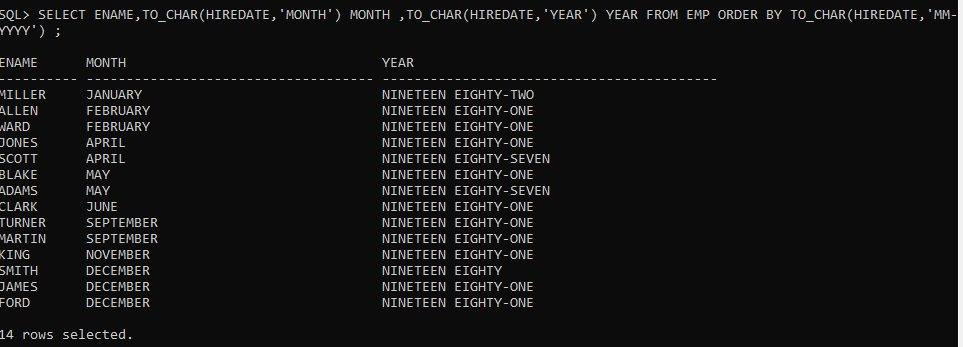 SQL> SELECT ENAME,TO_CHAR(HIREDATE,'MONTH') MONTH ,TO_CHAR(HIREDATE,'YEAR') YEAR FROM EMP ORDER BY TO_CHAR(HIREDATE,'MM-
YYYY') ;
ENAME      MONTH                                YEAR
---------- ------------------------------------ ------------------------------------------
MILLER     JANUARY                              NINETEEN EIGHTY-TWO
ALLEN      FEBRUARY                             NINETEEN EIGHTY-ONE
WARD       FEBRUARY                             NINETEEN EIGHTY-ONE
JONES      APRIL                                NINETEEN EIGHTY-ONE
SCOTT      APRIL                                NINETEEN EIGHTY-SEVEN
BLAKE      MAY                                  NINETEEN EIGHTY-ONE
ADAMS      MAY                                  NINETEEN EIGHTY-SEVEN
CLARK      JUNE                                 NINETEEN EIGHTY-ONE
TURNER     SEPTEMBER                            NINETEEN EIGHTY-ONE
MARTIN     SEPTEMBER                            NINETEEN EIGHTY-ONE
KING       NOVEMBER                             NINETEEN EIGHTY-ONE
SMITH      DECEMBER                             NINETEEN EIGHTY
JAMES      DECEMBER                             NINETEEN EIGHTY-ONE
FORD       DECEMBER                             NINETEEN EIGHTY-ONE
14 rows selected.